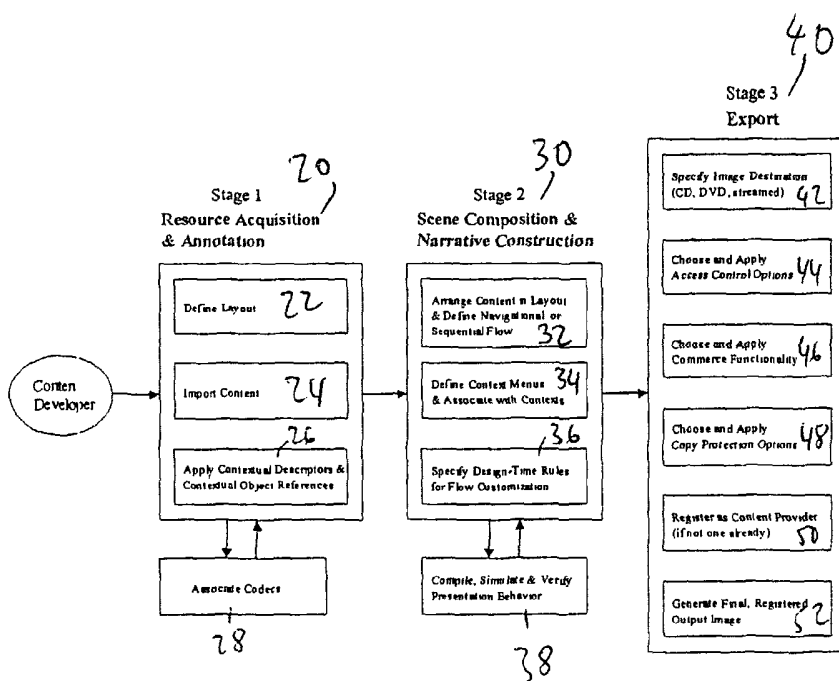 40
Stage 3
Export
20
Stage 1
Resource Acquisition
& Annotation
30
Stage 2
Scene Composition &
Narrative Construction
Conten
Developer
Define Layout 22
Import Content 24
26
Apply Contextual Descriptors &
Contextual Object References
Associate Codecs
28
Arrange Content n Layout
& Define Navigational or
Sequential Flow 32
Define Context Menus 34
& Associate with Contexts
36
Specify Design-Time Rules
for Flow Customization
Compile, Simulate & Verify
Presentation Behavior
38
Specify Image Destination
(CD, DVD, streamed) 42
Choose and Apply
Access Control Options 44
Choose and Apply
Commerce Functionality 46
Choose and Apply
Copy Protection Options 48
Register as Content Provider
(if not one already) 50
Generate Final, Registered
Output Image 52